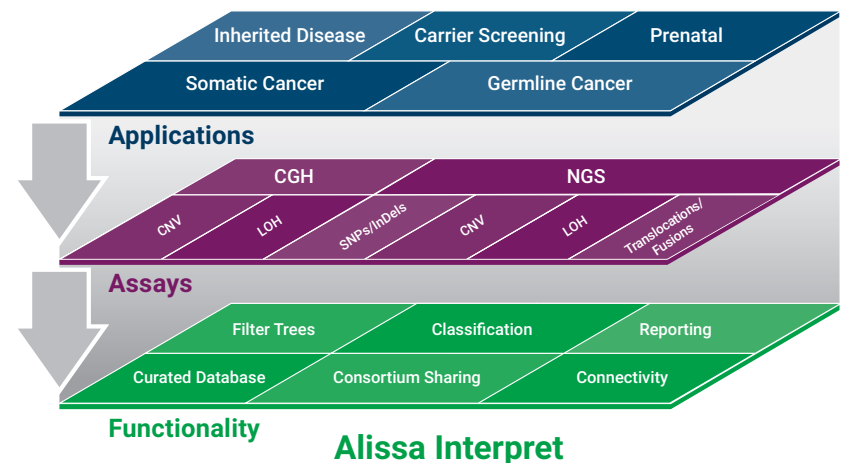 Inherited Disease
Carrier Screening
Prenatal
Somatic Cancer
Germline Cancer
Applications
CGH
NGS
CNV
LOH
SNPs/InDels
CNV
LOH
Translocations/
Fusions
Assays
Filter Trees
Classification
Reporting
Curated Database
Consortium Sharing
Connectivity
Functionality
Alissa Interpret